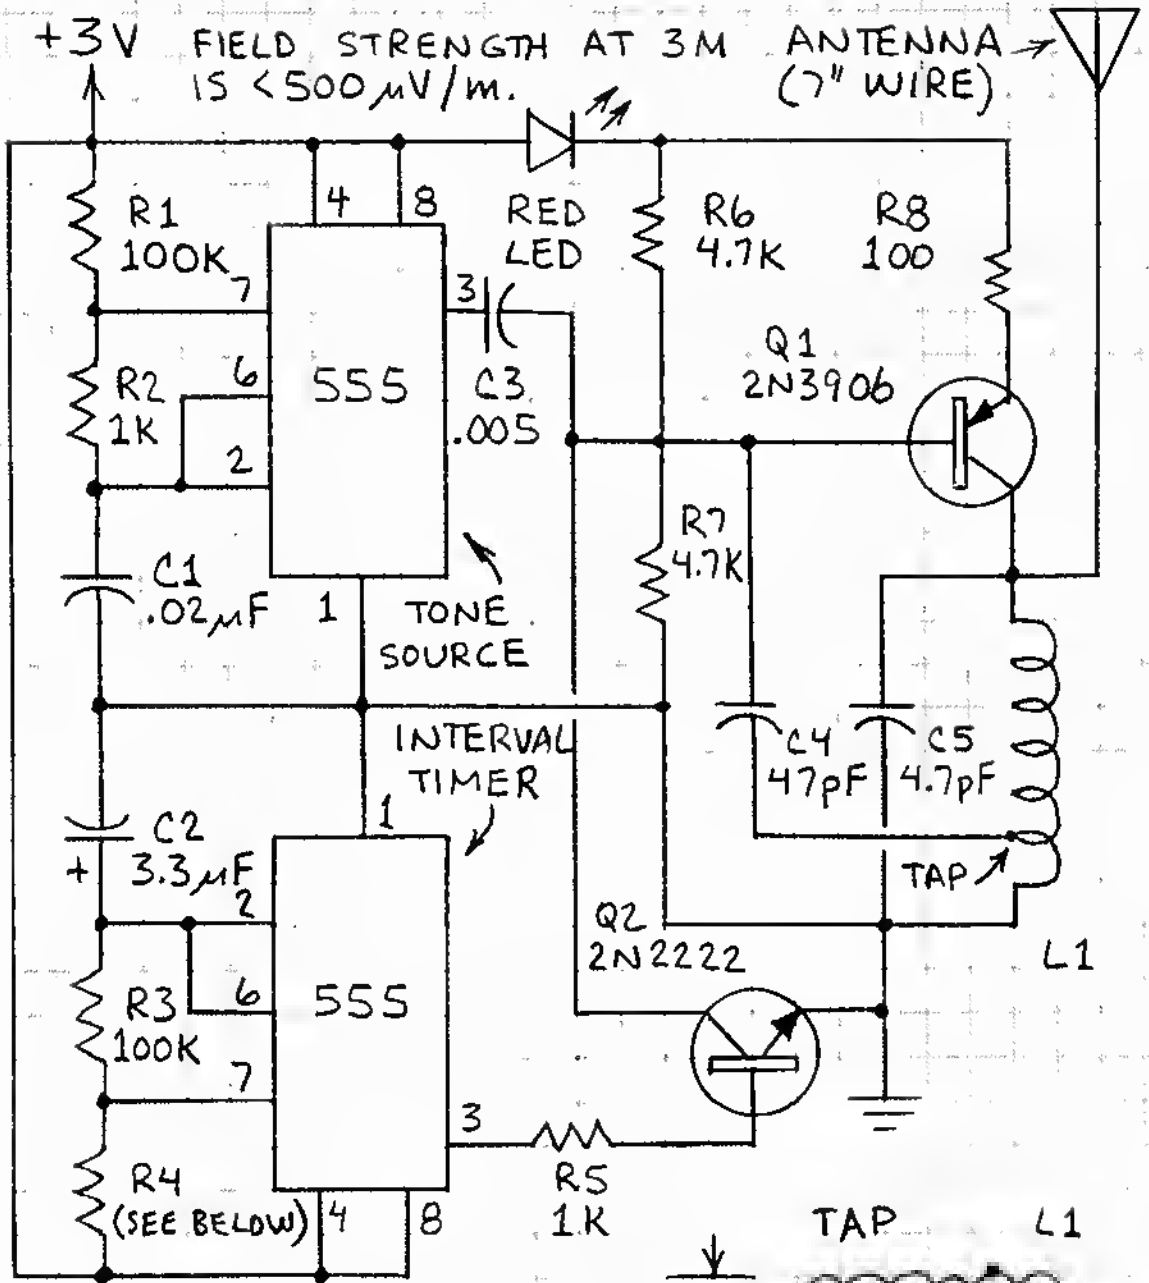 +3V FIELD STRENGTH AT 3M ANTENNA
IS <500 μV/m. (7" WIRE)
4 8
R1
100K
RED
LED
R6
4.7K
R8
100
7
3
6
555
C3
.005
Q1
2N3906
R2
1K
2
R7
4.7K
C1
.02μF
1
TONE
SOURCE
INTERVAL
TIMER
C4
47pF
C5
4.7pF
1
C2
+ 3.3μF
TAP
2
Q2
2N2222
L1
R3
100K
6
555
7
3
R4
(SEE BELOW)
4 8
R5
1K
TAP L1